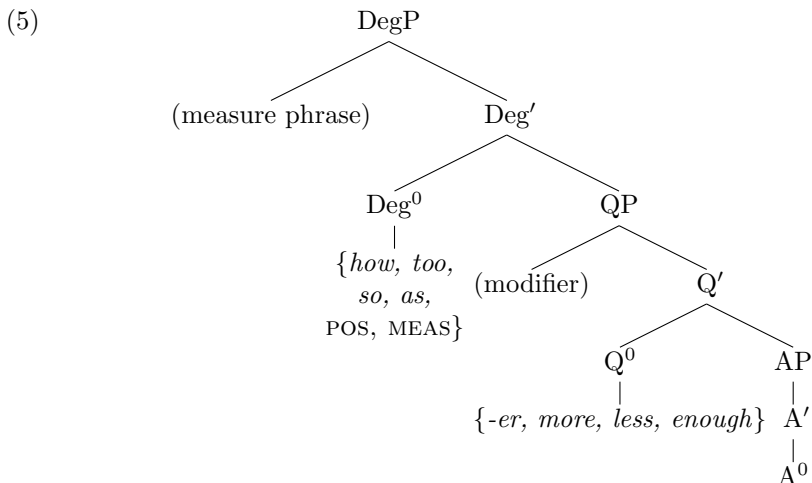 (5)
DegP
(measure phrase) Deg′
Deg⁰ QP
{how, too, (modifier) Q′
so, as,
POS, MEAS}
Q⁰ AP
{-er, more, less, enough} A′
A⁰